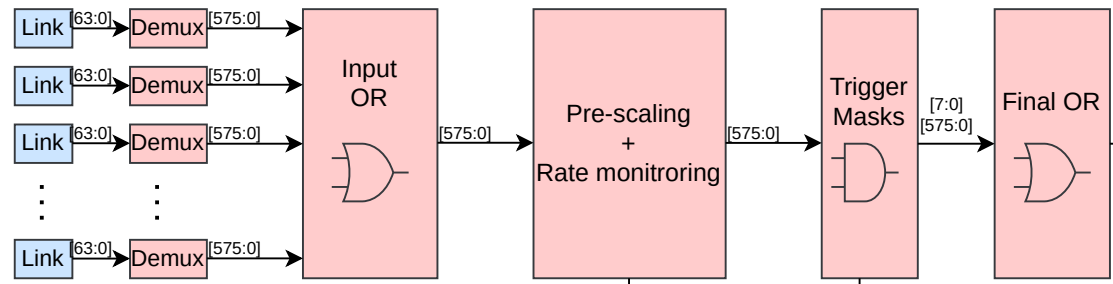 Link [63:0] Demux [575:0]
Link [63:0] Demux [575:0]
Link [63:0] Demux [575:0]
Link [63:0] Demux [575:0]
Input
OR
[575:0]
Pre-scaling
+
Rate monitroring
[575:0]
Trigger
Masks
[7:0]
[575:0]
Final OR